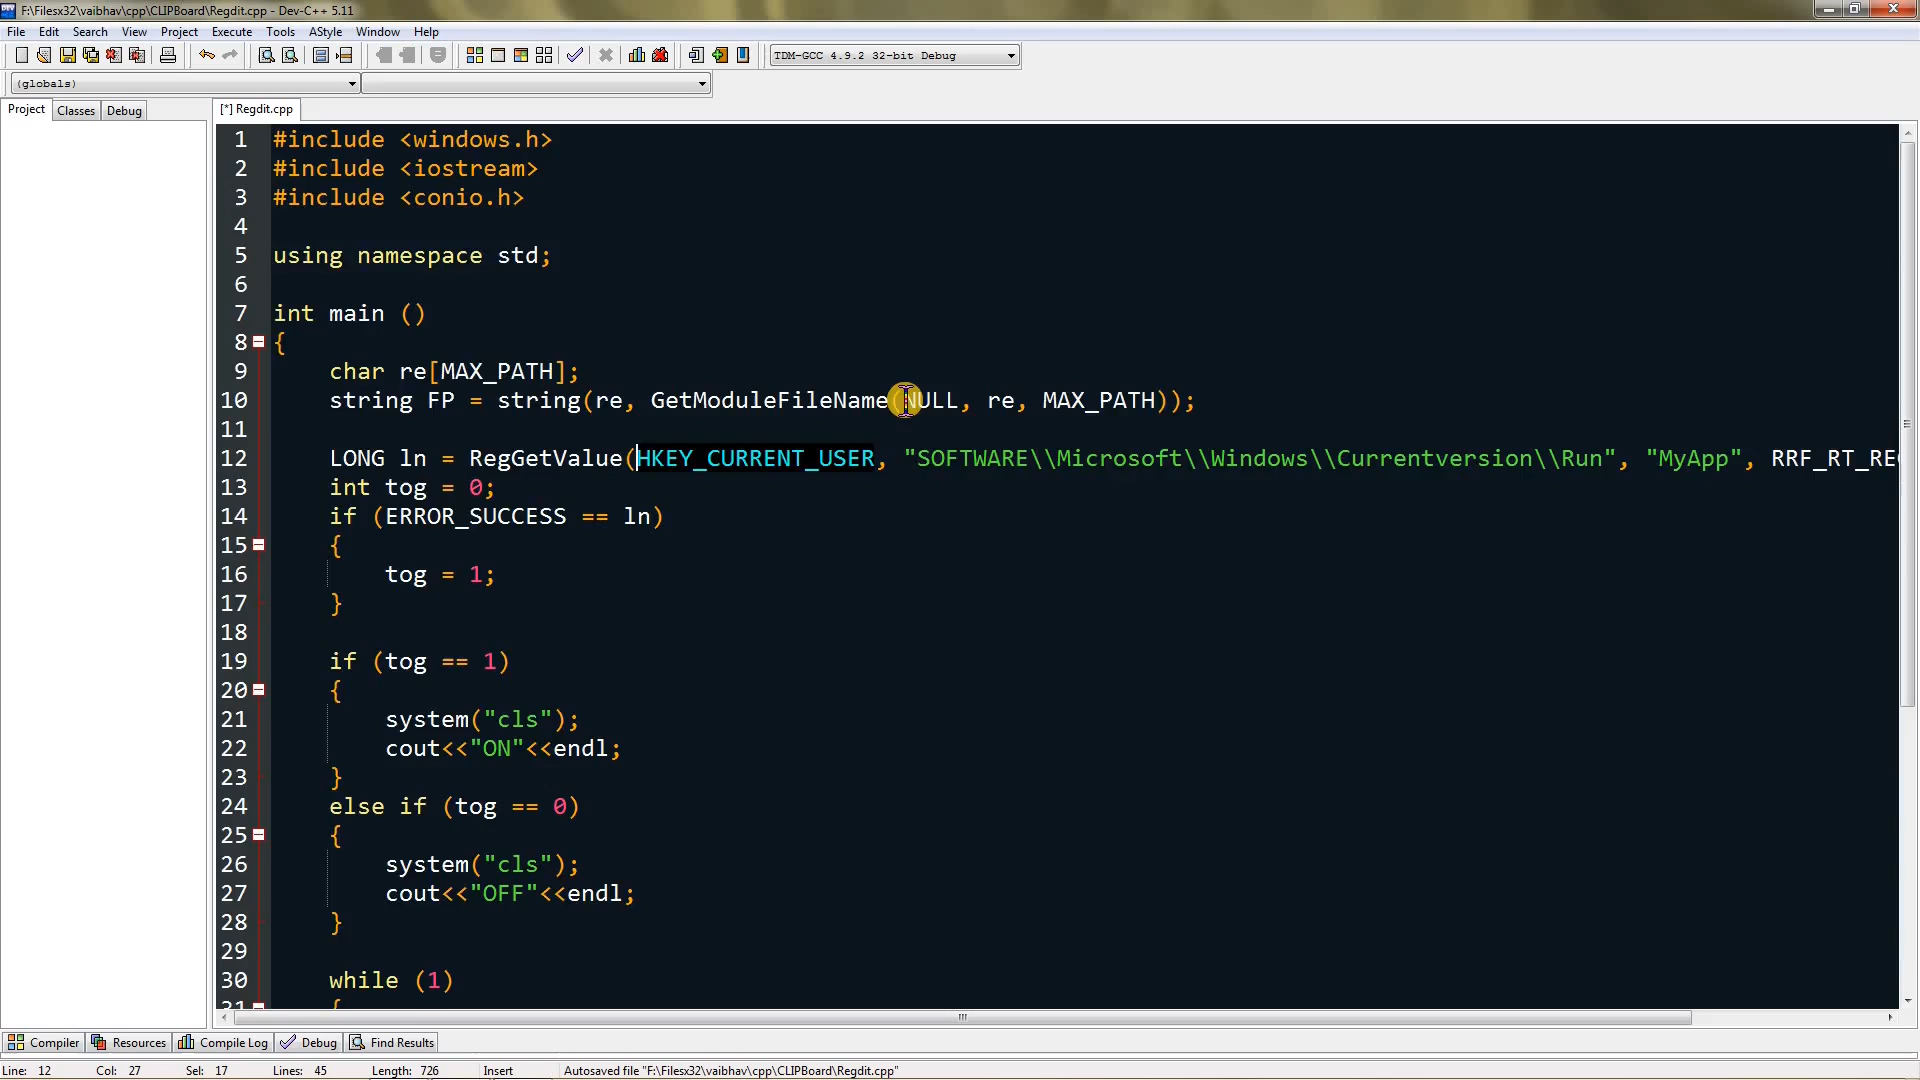 F:\Filesx32\vaibhav\cpp\CLIPBoard\Regdit.cpp - Dev-C++ 5.11
File Edit Search View Project Execute Tools AStyle Window Help
TDM-GCC 4.9.2 32-bit Debug
(globals)
Project Classes Debug [*] Regdit.cpp
1 #include <windows.h>
2 #include <iostream>
3 #include <conio.h>
4
5 using namespace std;
6
7 int main ()
8 {
9 char re[MAX_PATH];
10 string FP = string(re, GetModuleFileName(NULL, re, MAX_PATH));
11
12 LONG ln = RegGetValue(HKEY_CURRENT_USER, "SOFTWARE\\Microsoft\\Windows\\Currentversion\\Run", "MyApp", RRF_RT_REG
13 int tog = 0;
14 if (ERROR_SUCCESS == ln)
15 {
16 tog = 1;
17 }
18
19 if (tog == 1)
20 {
21 system("cls");
22 cout<<"ON"<<endl;
23 }
24 else if (tog == 0)
25 {
26 system("cls");
27 cout<<"OFF"<<endl;
28 }
29
30 while (1)
31 {
Compiler Resources Compile Log Debug Find Results
Line: 12 Col: 27 Sel: 17 Lines: 45 Length: 726 Insert Autosaved file "F:\Filesx32\vaibhav\cpp\CLIPBoard\Regdit.cpp"